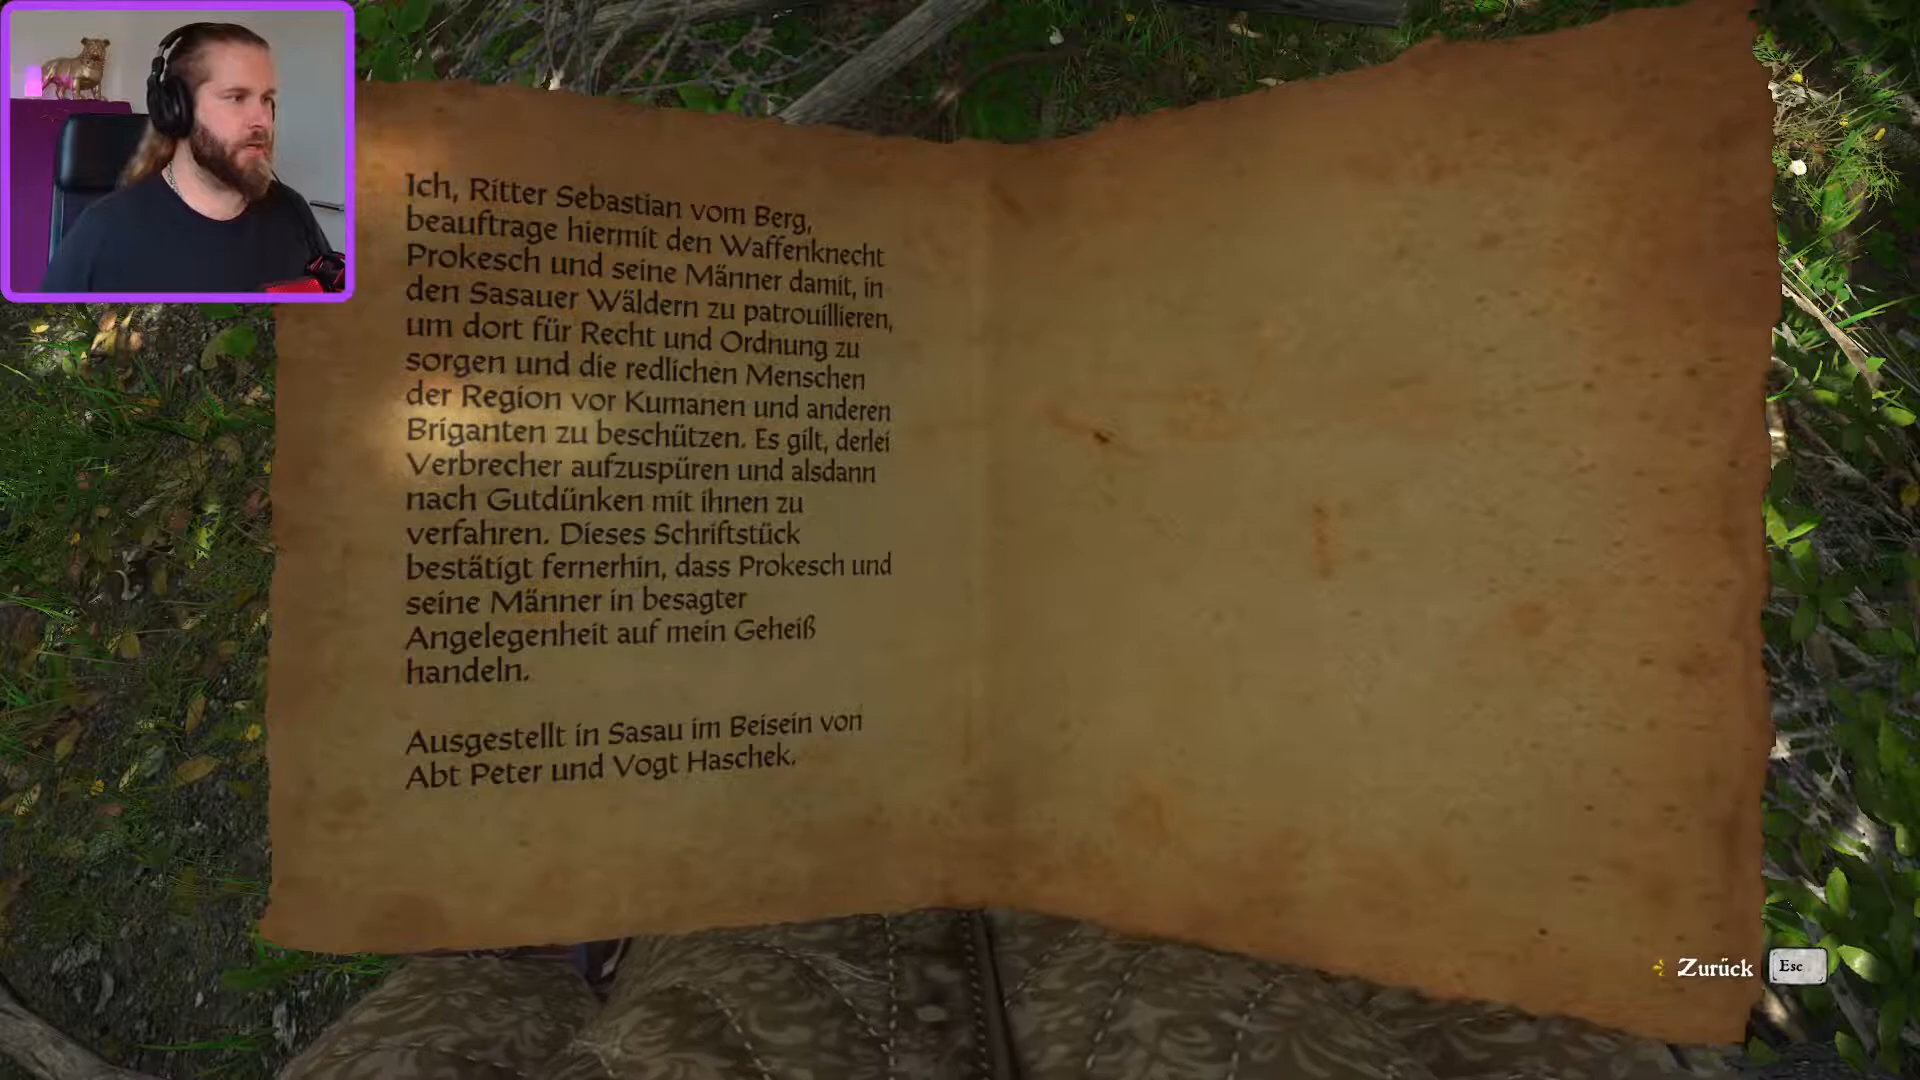 Ich, Ritter Sebastian vom Berg,
beauftrage hiermit den Waffenknecht
Prokesch und seine Männer damit, in
den Sasauer Wäldern zu patrouillieren,
um dort für Recht und Ordnung zu
sorgen und die redlichen Menschen
der Region vor Kumanen und anderen
Briganten zu beschützen. Es gilt, derlei
Verbrecher aufzuspüren und alsdann
nach Gutdünken mit ihnen zu
verfahren. Dieses Schriftstück
bestätigt fernerhin, dass Prokesch und
seine Männer in besagter
Angelegenheit auf mein Geheiß
handeln.
Ausgestellt in Sasau im Beisein von
Abt Peter und Vogt Haschek.
Zurück Esc